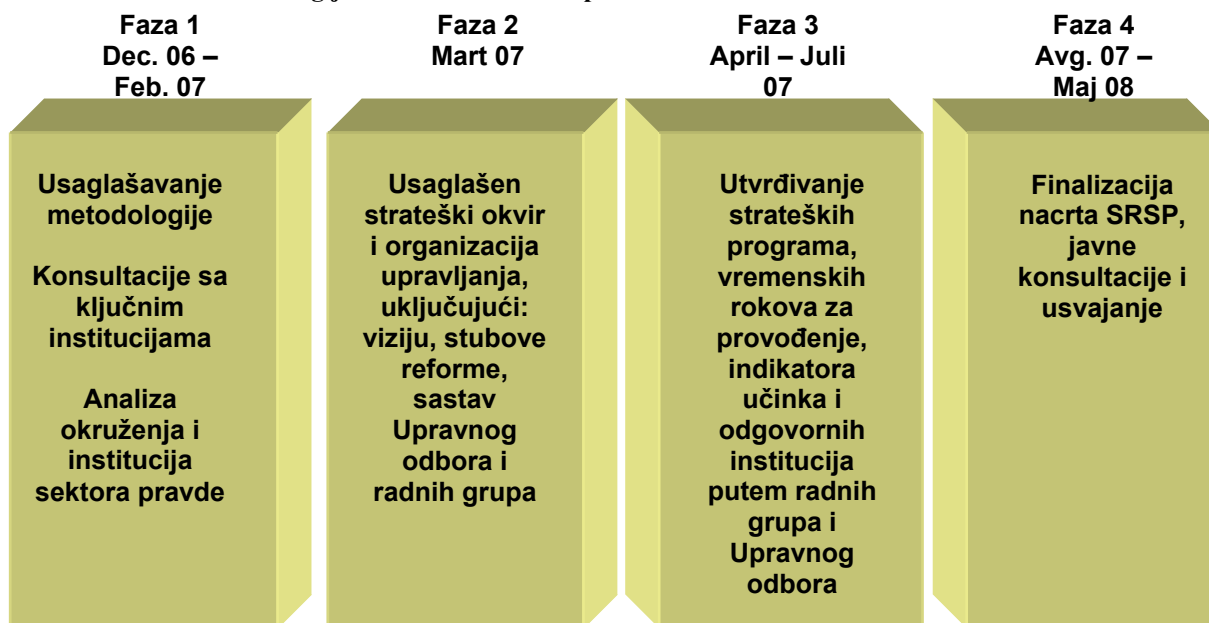 Faza 1
Dec. 06 –
Feb. 07
Usaglašavanje
metodologije
Konsultacije sa
ključnim
institucijama
Analiza
okruženja i
institucija
sektora pravde
Faza 2
Mart 07
Usaglašen
strateški okvir
i organizacija
upravljanja,
uključujući:
viziju, stubove
reforme,
sastav
Upravnog
odbora i
radnih grupa
Faza 3
April – Juli
07
Utvrđivanje
strateških
programa,
vremenskih
rokova za
provođenje,
indikatora
učinka i
odgovornih
institucija
putem radnih
grupa i
Upravnog
odbora
Faza 4
Avg. 07 –
Maj 08
Finalizacija
nacrta SRSP,
javne
konsultacije i
usvajanje